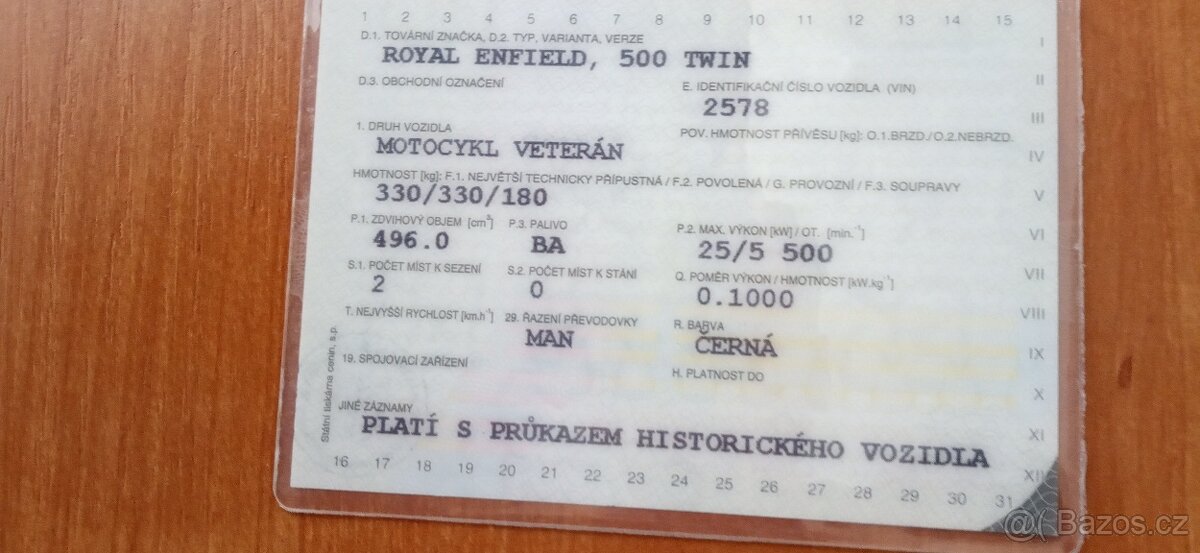 1 2 3 4 5 6 7 8 9 10 11 12 13 14 15
D.1. TOVÁRNÍ ZNAČKA, D.2. TYP, VARIANTA, VERZE I
ROYAL ENFIELD, 500 TWIN
D.3. OBCHODNÍ OZNAČENÍ E. IDENTIFIKAČNÍ ČÍSLO VOZIDLA (VIN) II
2578 III
1. DRUH VOZIDLA POV. HMOTNOST PŘÍVĚSU [kg]: O.1.BRZD./O.2.NEBRZD.
MOTOCYKL VETERÁN IV
HMOTNOST [kg]: F.1. NEJVĚTŠÍ TECHNICKY PŘÍPUSTNÁ / F.2. POVOLENÁ / G. PROVOZNÍ / F.3. SOUPRAVY
330/330/180 V
P.1. ZDVIHOVÝ OBJEM [cm³] P.3. PALIVO P.2. MAX. VÝKON [kW] / OT. [min.⁻¹] VI
496.0 BA 25/5 500
S.1. POČET MÍST K SEZENÍ S.2. POČET MÍST K STÁNÍ Q. POMĚR VÝKON / HMOTNOST [kW.kg⁻¹] VII
2 0 0.1000
T. NEJVYŠŠÍ RYCHLOST [km.h⁻¹] 29. ŘAZENÍ PŘEVODOVKY R. BARVA VIII
MAN ČERNÁ IX
19. SPOJOVACÍ ZAŘÍZENÍ H. PLATNOST DO X
JINÉ ZÁZNAMY
PLATÍ S PRŮKAZEM HISTORICKÉHO VOZIDLA XI
16 17 18 19 20 21 22 23 24 25 26 27 28 29 30 31 XII
Státní tiskárna cenin, s.p.
@( Bazos.cz